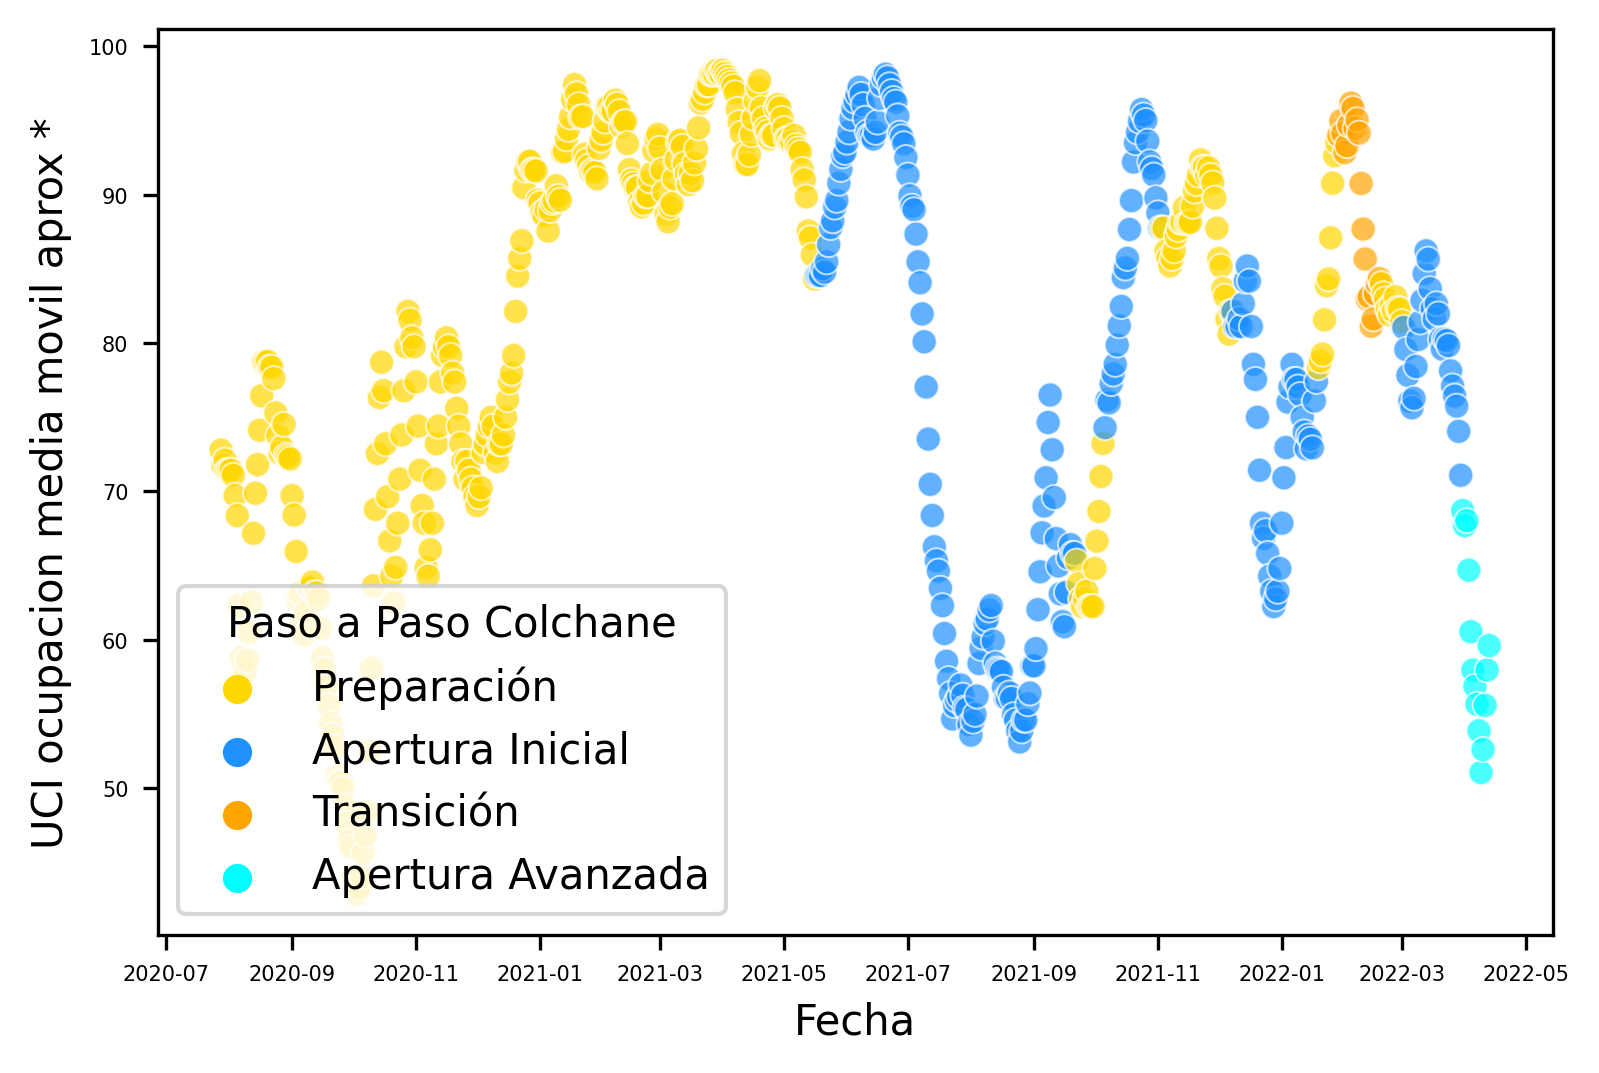 UCI ocupacion media movil aprox *
100
90
80
70
60
50
Paso a Paso Colchane
Preparación
Apertura Inicial
Transición
Apertura Avanzada
2020-07 2020-09 2020-11 2021-01 2021-03 2021-05 2021-07 2021-09 2021-11 2022-01 2022-03 2022-05
Fecha